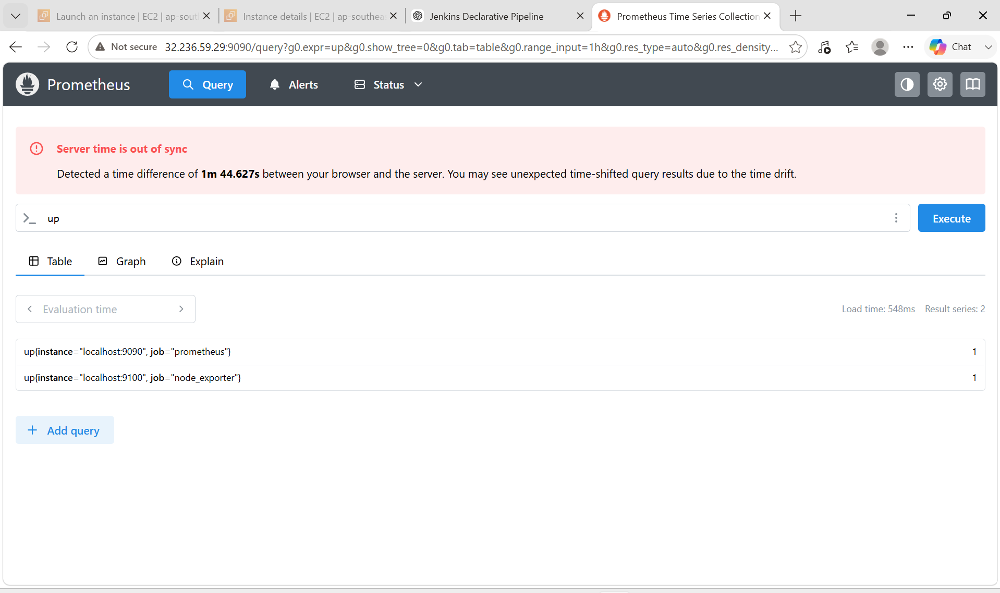 Launch an instance | EC2 | ap-sout
Instance details | EC2 | ap-southea
Jenkins Declarative Pipeline
Prometheus Time Series Collection
Not secure
32.236.59.29:9090/query?g0.expr=up&g0.show_tree=0&g0.tab=table&g0.range_input=1h&g0.res_type=auto&g0.res_density...
Chat
Prometheus
Query
Alerts
Status
Server time is out of sync
Detected a time difference of 1m 44.627s between your browser and the server. You may see unexpected time-shifted query results due to the time drift.
up
Execute
Table
Graph
Explain
Evaluation time
Load time: 548ms
Result series: 2
up{instance="localhost:9090", job="prometheus"}
1
up{instance="localhost:9100", job="node_exporter"}
1
Add query